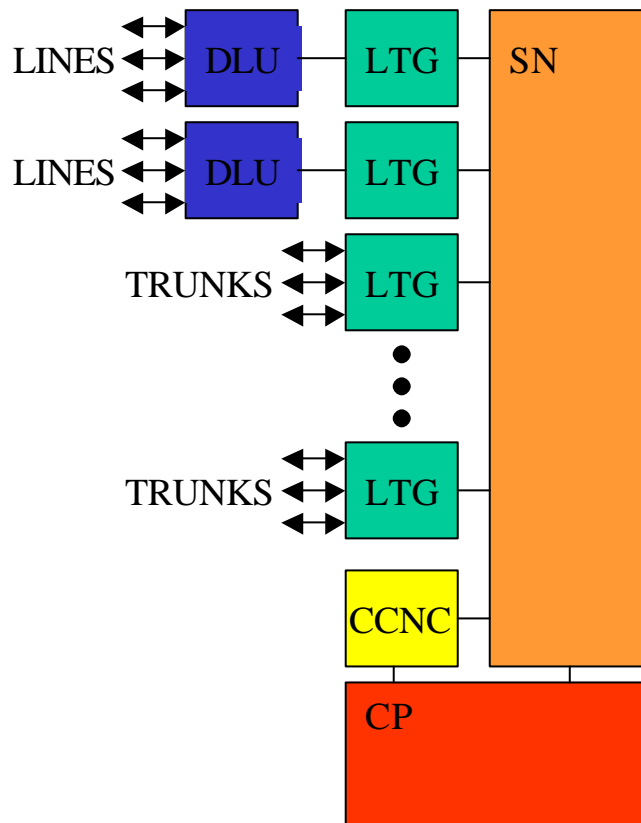 LINES DLU LTG SN
LINES DLU LTG
TRUNKS LTG
TRUNKS LTG
CCNC
CP